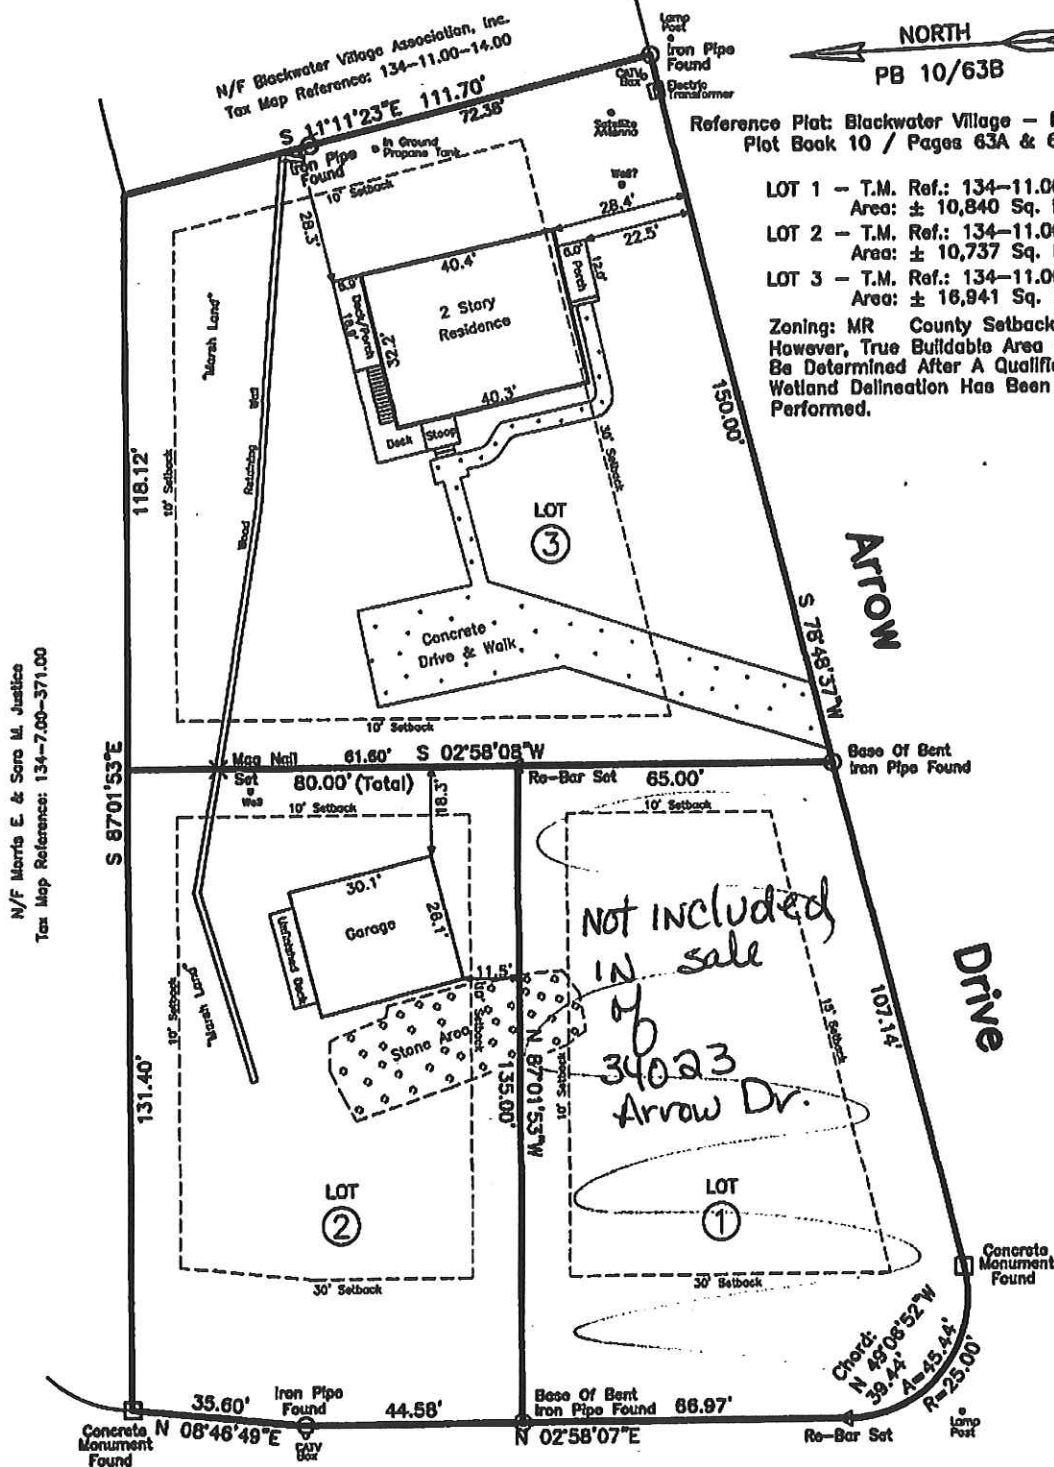 N/F Blackwater Village Association, Inc.
Tax Map Reference: 134-11.00-14.00
S 11°11'23"E 111.70'
72.38'
Lamp
Post
Iron Pipe
Found
CATV
Box
Electric
Transformer
NORTH
PB 10/63B
Iron Pipe
Found
In Ground
Propane Tank
10' Setback
Satellite
Well?
Reference Plat: Blackwater Village -
Plot Book 10 / Pages 63A & 6
LOT 1 - T.M. Ref.: 134-11.00
Area: ± 10,840 Sq.
LOT 2 - T.M. Ref.: 134-11.00
Area: ± 10,737 Sq.
LOT 3 - T.M. Ref.: 134-11.00
Area: ± 16,941 Sq.
Zoning: MR County Setback
However, True Buildable Area
Be Determined After A Qualifie
Wetland Delineation Has Been
Performed.
28.3'
28.4'
22.5'
40.4'
6.0'
12.0'
Porch
Deck/Porch
32.2'
2 Story
Residence
40.3'
Deck
Stoop
"Marsh Land"
Wood Retaining Wall
10' Setback
118.12'
30' Setback
150.00'
LOT
3
Arrow
Concrete
Drive & Walk
S 78°48'37"W
10' Setback
N/F Morris E. & Sara M. Justice
Tax Map Reference: 134-7.00-371.00
S 87°01'53"E
Mag Nail
Set
61.60'
S 02°58'08"W
80.00' (Total)
Re-Bar Set
65.00'
Base Of Bent
Iron Pipe Found
Well
10' Setback
18.3'
10' Setback
30.1'
26.1'
Garage
Unfinished Deck
11.5'
Stone Area
10' Setback
"Marsh Land"
10' Setback
131.40'
N 87°01'53"W
135.00'
10' Setback
15' Setback
107.14'
Drive
Not included
in sale
of
34023
Arrow Dr.
LOT
2
LOT
1
30' Setback
30' Setback
Concrete
Monument
Found
Chord:
N 49°08'52"W
39.44'
A=45.44'
R=25.00'
Lamp
Post
35.60'
Iron Pipe
Found
44.58'
Base Of Bent
Iron Pipe Found
66.97'
Concrete
Monument
Found
N 08°46'49"E
CATV
Box
N 02°58'07"E
Re-Bar Set